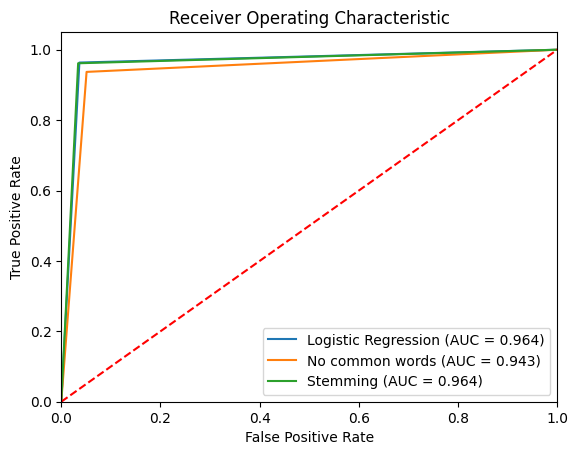 Receiver Operating Characteristic
True Positive Rate
1.0
0.8
0.6
0.4
0.2
0.0
Logistic Regression (AUC = 0.964)
No common words (AUC = 0.943)
Stemming (AUC = 0.964)
0.0 0.2 0.4 0.6 0.8 1.0
False Positive Rate